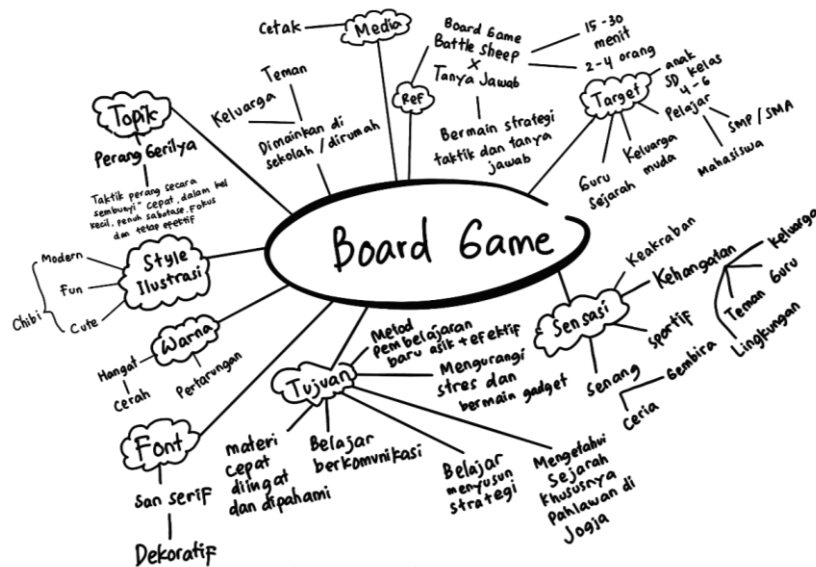 Board Game
Media
Cetak
Ref
Board Game
Battle Sheep
X
Tanya Jawab
15-30
menit
2-4 orang
Bermain strategi
taktik dan tanya
jawab
Target
anak
SD kelas
4-6
Pelajar
SMP/SMA
Mahasiswa
Keluarga
muda
Guru
Sejarah
Teman
Keluarga
Dimainkan di
sekolah/dirumah
Topik
Perang Gerilya
Taktik perang secara
sembunyi" cepat, dalam kel
kecil, penuh sabotase. Fokus
dan tetap efektif
Style
Ilustrasi
Modern
Fun
Cute
Chibi
Warna
Hangat
Cerah
Pertarungan
Font
San serif
Dekoratif
Tujuan
Metod
pembelajaran
baru asik + efektif
Mengurangi
stres dan
bermain gadget
materi
cepat
diingat
dan dipahami
Belajar
berkomunikasi
Belajar
menyusun
strategi
Mengetahui
Sejarah
khususnya
Pahlawan di
Jogja
Sensasi
Keakraban
Kehangatan
Keluarga
Teman Guru
Lingkungan
Sportif
Senang
Gembira
Ceria